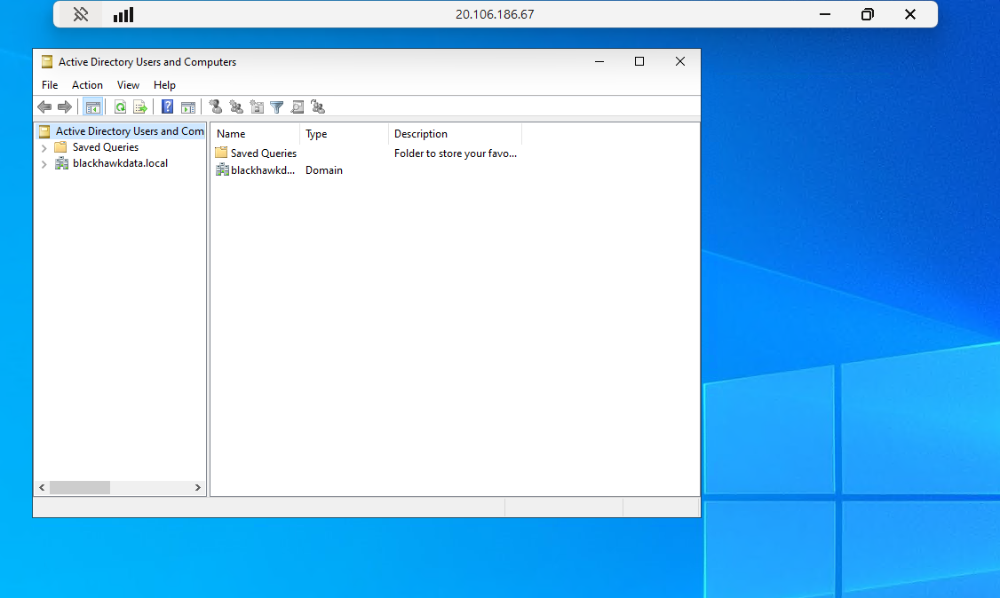 20.106.186.67
Active Directory Users and Computers
File Action View Help
Active Directory Users and Com
Saved Queries
blackhawkdata.local
Name Type Description
Saved Queries Folder to store your favo...
blackhawkd... Domain